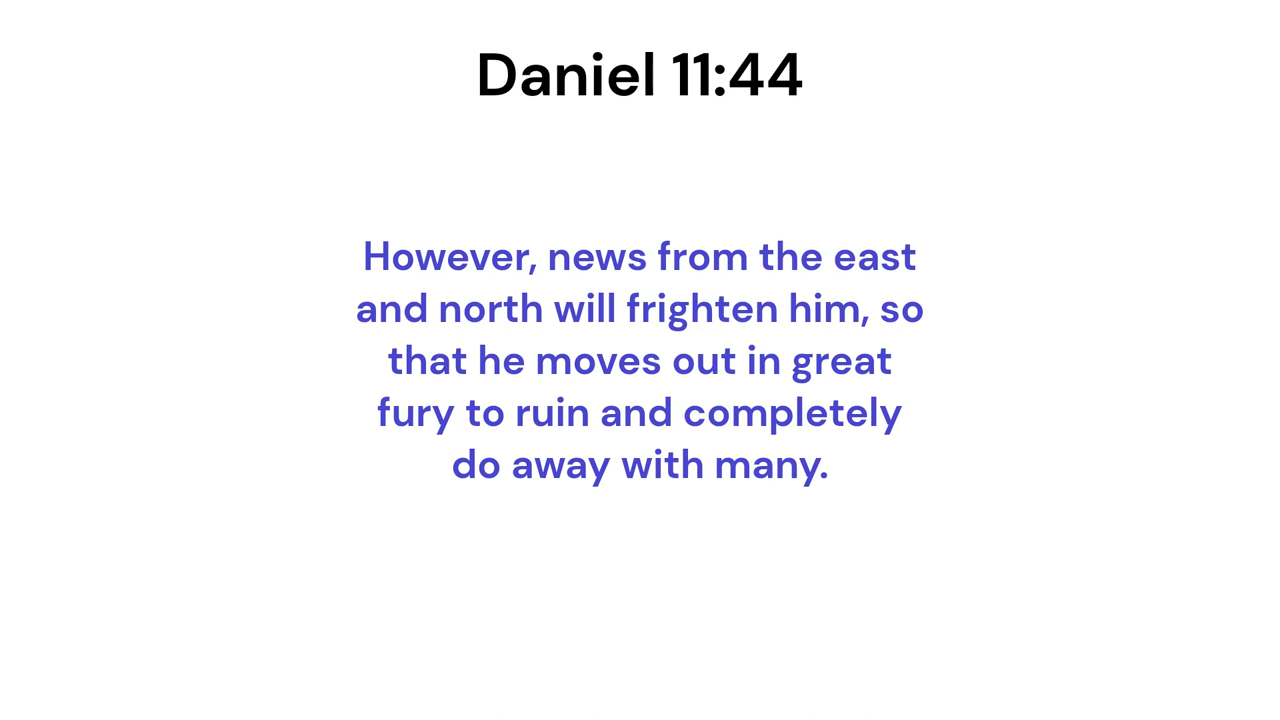 Daniel 11:44
However, news from the east
and north will frighten him, so
that he moves out in great
fury to ruin and completely
do away with many.